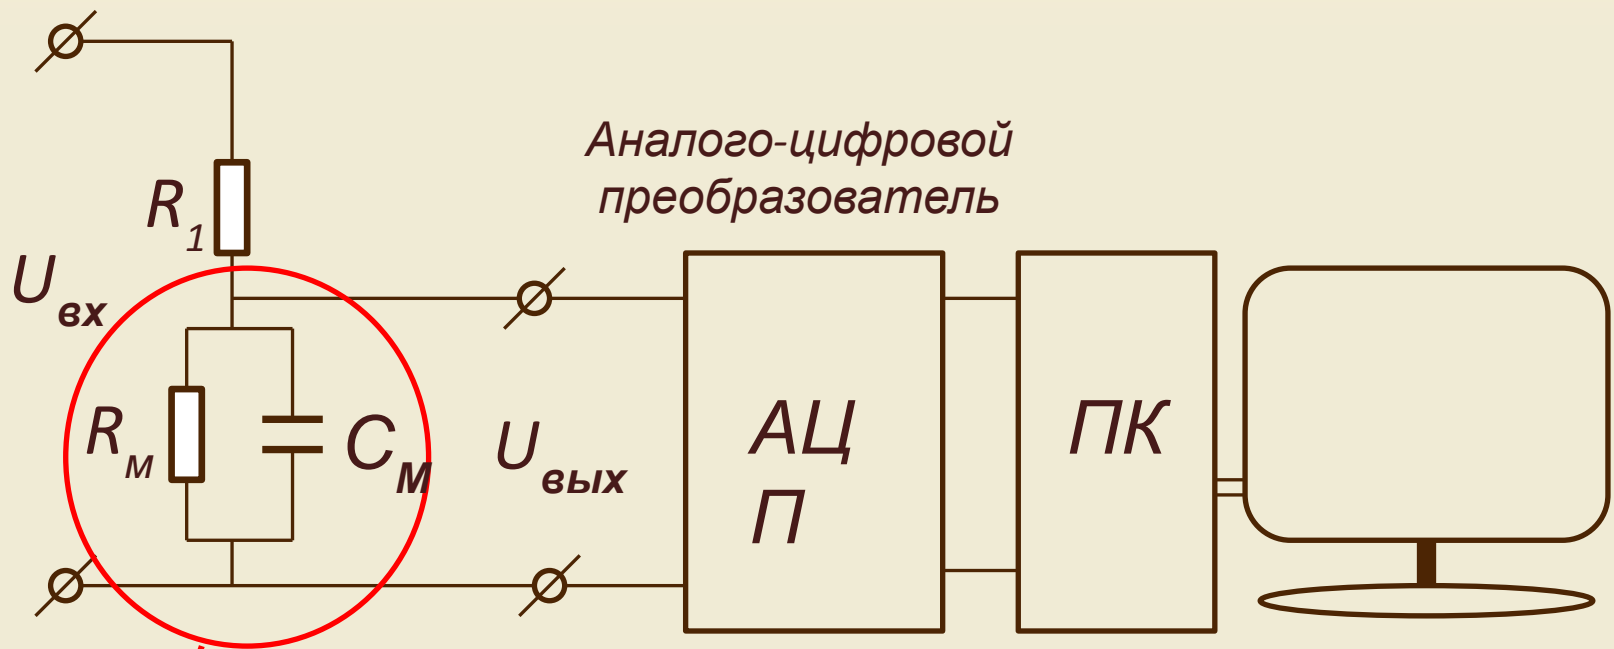 Аналого-цифровой
преобразователь
R1
Uвх
Rм
CМ
Uвых
АЦ
П
ПК